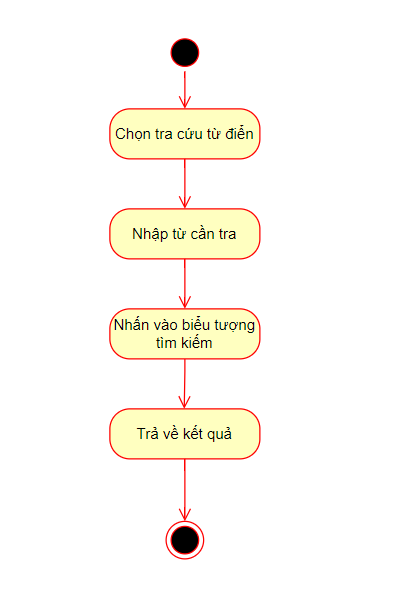 Chọn tra cứu từ điển
Nhập từ cần tra
Nhấn vào biểu tượng
tìm kiếm
Trả về kết quả